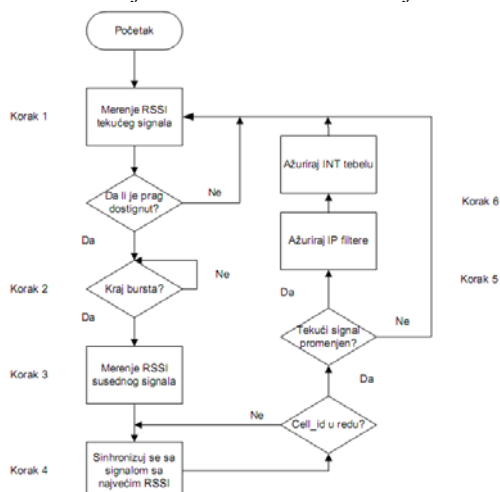 Početak
Korak 1
Merenje RSSI
tekućeg signala
Ažuriraj INT tebelu
Da li je prag
dostignut?
Ne
Korak 6
Da
Ažuriraj IP filtere
Korak 2
Kraj bursta?
Ne
Korak 5
Da
Da
Tekući signal
promenjen?
Ne
Korak 3
Merenje RSSI
susednog signala
Da
Ne
Cell_id u redu?
Korak 4
Sinhronizuj se sa
signalom sa
najvećim RSSI